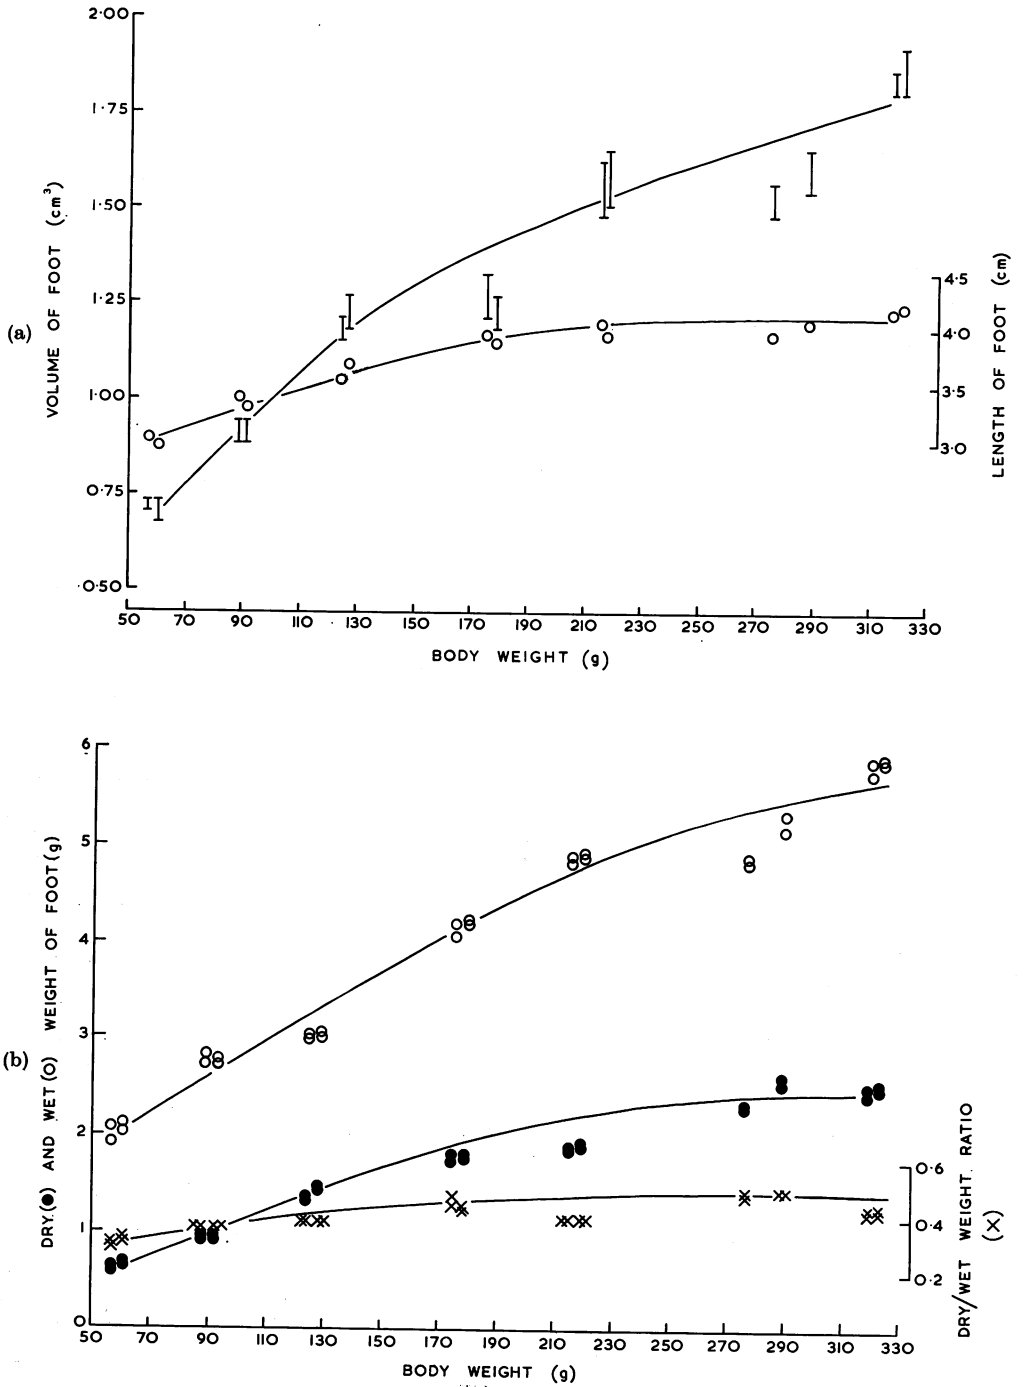 2·00
1·75
1·50
1·25
1·00
0·75
·0·50
VOLUME OF FOOT (cm³)
(a)
4·5
4·0
3·5
3·0
LENGTH OF FOOT (cm)
50 70 90 110 130 150 170 190 210 230 250 270 290 310 330
BODY WEIGHT (g)
6
5
4
3
2
1
0
DRY (●) AND WET (O) WEIGHT OF FOOT (g)
(b)
0·6
0·4
0·2
DRY/WET WEIGHT RATIO
(X)
50 70 90 110 130 150 170 190 210 230 250 270 290 310 330
BODY WEIGHT (g)